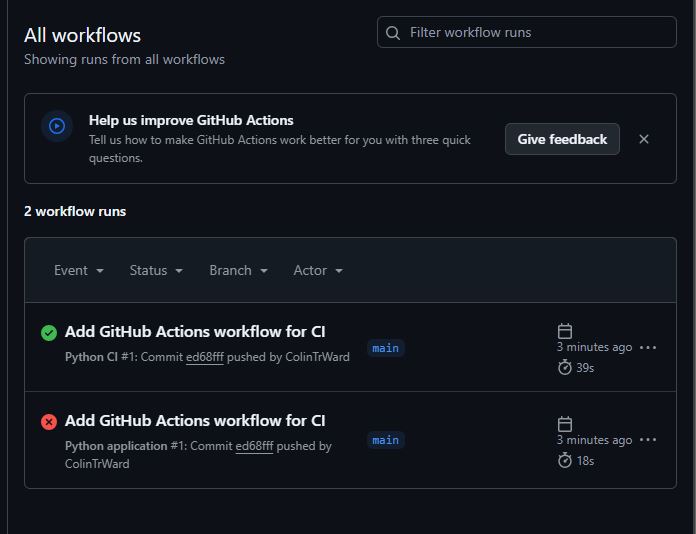 All workflows
Filter workflow runs
Showing runs from all workflows
Help us improve GitHub Actions
Tell us how to make GitHub Actions work better for you with three quick
questions.
Give feedback
2 workflow runs
Event Status Branch Actor
Add GitHub Actions workflow for CI
Python CI #1: Commit ed68fff pushed by ColinTrWard
main
3 minutes ago
39s
Add GitHub Actions workflow for CI
Python application #1: Commit ed68fff pushed by
ColinTrWard
main
3 minutes ago
18s